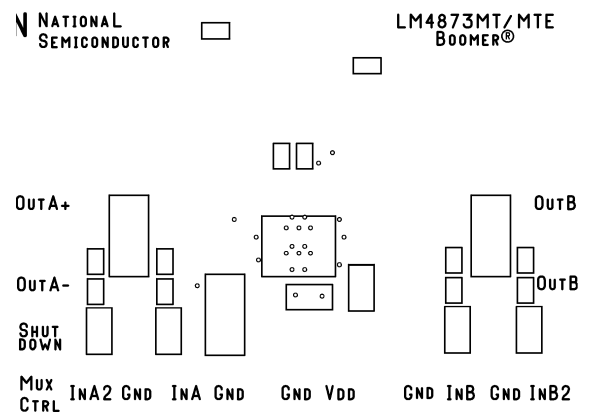 N NATIONAL
SEMICONDUCTOR
LM4873MT/MTE
BOOMER®
OUTA+
OUTB
OUTA-
OUTB
SHUT
DOWN
MUX
CTRL
INA2 GND INA GND GND VDD GND INB GND INB2